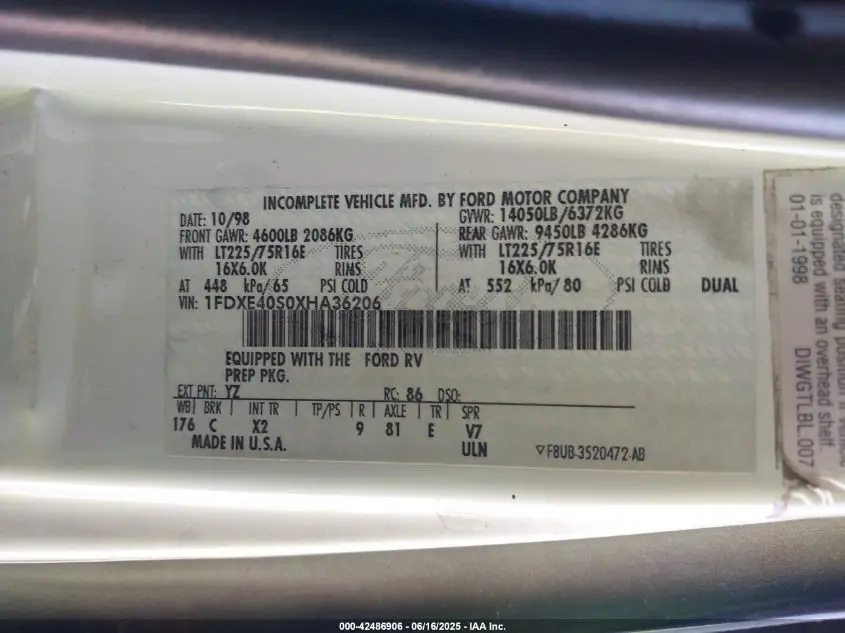 INCOMPLETE VEHICLE MFD. BY FORD MOTOR COMPANY
DATE: 10/98 GVWR: 14050LB/6372KG
FRONT GAWR: 4600LB 2086KG REAR GAWR: 9450LB 4286KG
WITH LT225/75R16E TIRES WITH LT225/75R16E TIRES
16X6.0K RIMS 16X6.0K RIMS
AT 448 kPa/65 PSI COLD AT 552 kPa/80 PSI COLD DUAL
VIN: 1FDXE40S0XHA36206
EQUIPPED WITH THE FORD RV
PREP PKG.
EXT PNT: YZ RC: 86 DSO:
WB BRK INT TR TP/PS R AXLE TR SPR
176 C X2 9 81 E V7
MADE IN U.S.A. ULN F8UB-3520472-AB
designated seating position
is equipped with an overhead shelf.
01-01-1998 DIWGTLBL.007
000-42486906 - 06/16/2025 - IAA Inc.